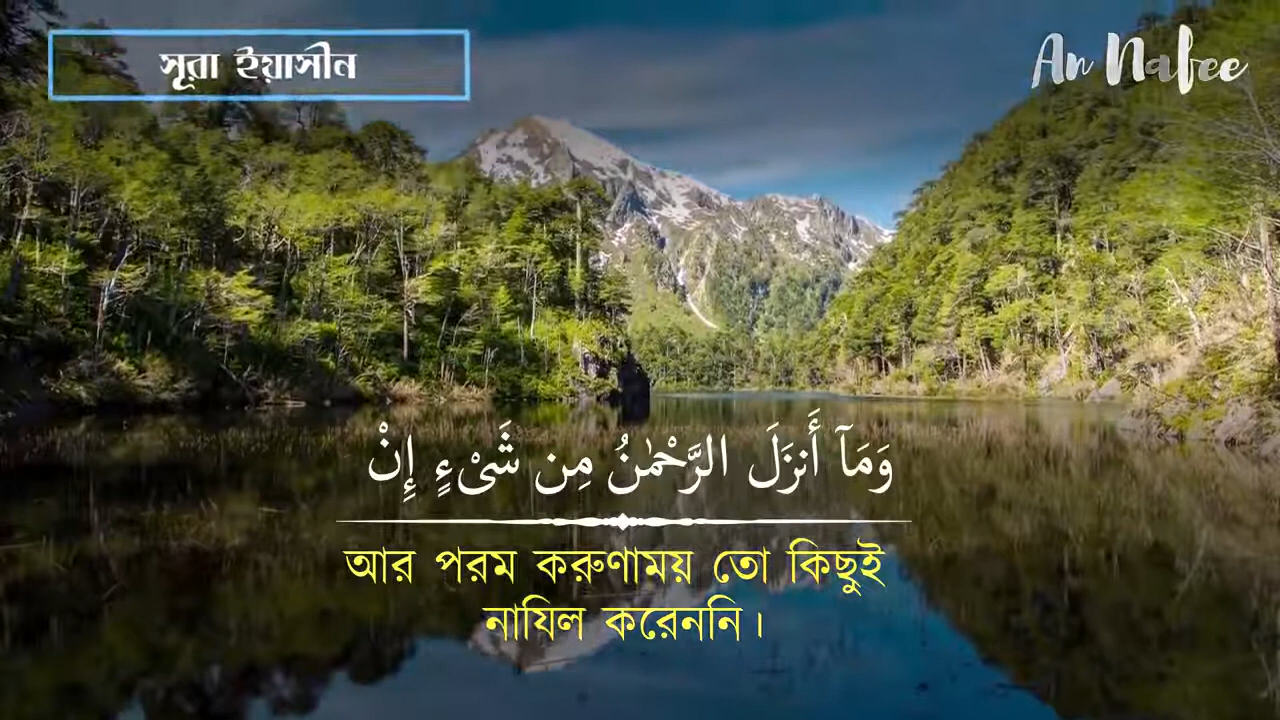 সূরা ইয়াসীন
An Nafee
وَمَآ أَنزَلَ الرَّحْمَٰنُ مِن شَىْءٍ إِنْ
আর পরম করুণাময় তো কিছুই
নাযিল করেননি।